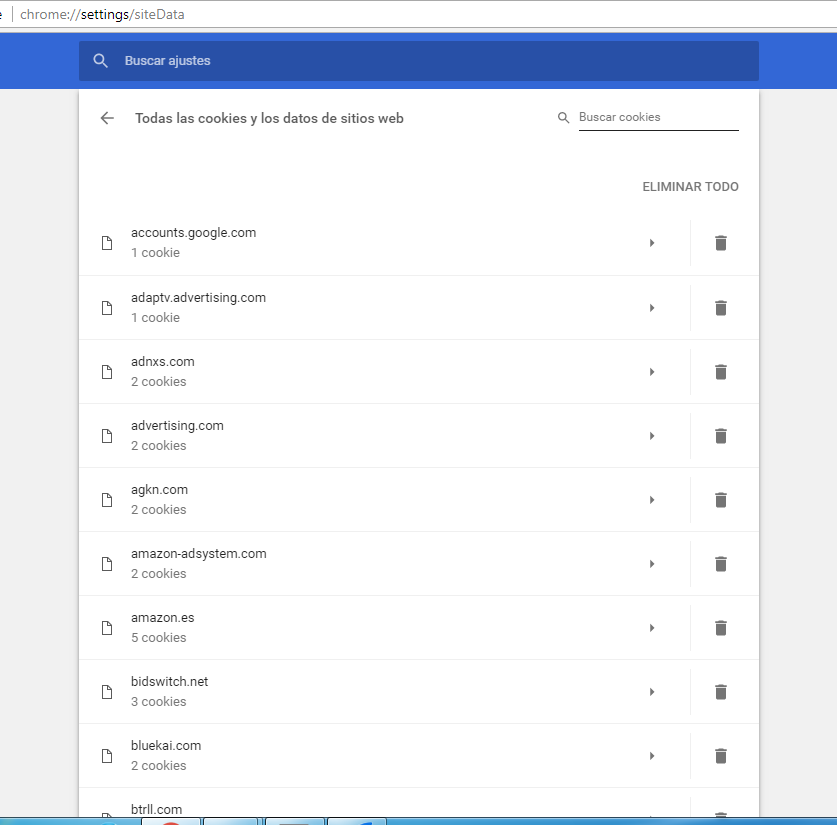 chrome://settings/siteData
Buscar ajustes
Todas las cookies y los datos de sitios web
Buscar cookies
ELIMINAR TODO
accounts.google.com
1 cookie
adaptv.advertising.com
1 cookie
adnxs.com
2 cookies
advertising.com
2 cookies
agkn.com
2 cookies
amazon-adsystem.com
2 cookies
amazon.es
5 cookies
bidswitch.net
3 cookies
bluekai.com
2 cookies
btrll.com